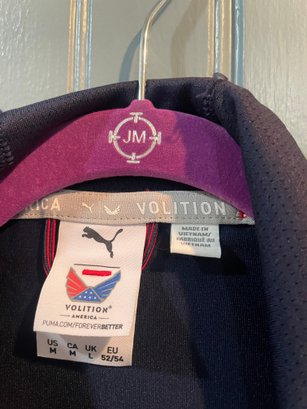 JM
RICA VOLITION
MADE IN
VIETNAM/
FABRIQUÉ AU
VIETNAM
VOLITION
AMERICA
PUMA.COM/FOREVERBETTER
US CA UK EU
M M L 52/54